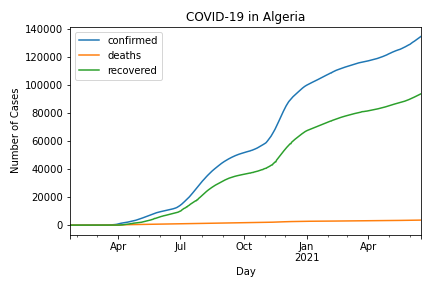 COVID-19 in Algeria
confirmed
deaths
recovered
Number of Cases
140000
120000
100000
80000
60000
40000
20000
0
Apr
Jul
Oct
Jan
2021
Apr
Day